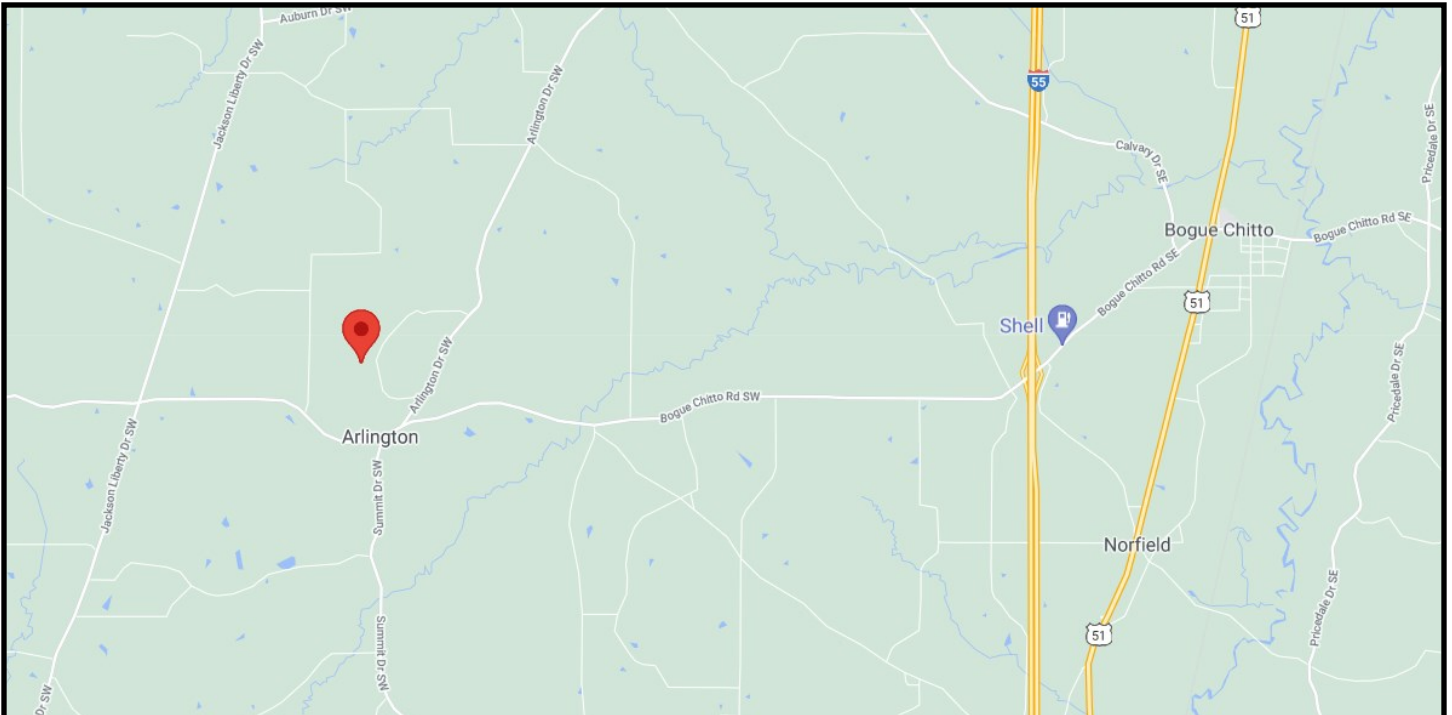 Auburn Dr SW
51
Jackson Liberty Dr SW
Arlington Dr SW
55
Calvary Dr SE
Pricedale Dr SE
Bogue Chitto
Bogue Chitto Rd SE
Bogue Chitto Rd SE
51
Shell
Arlington Dr SW
Pricedale Dr SE
Bogue Chitto Rd SW
Arlington
Jackson Liberty Dr SW
Summit Dr SW
Norfield
Pricedale Dr SE
51
Summit Dr SW
Dr SW